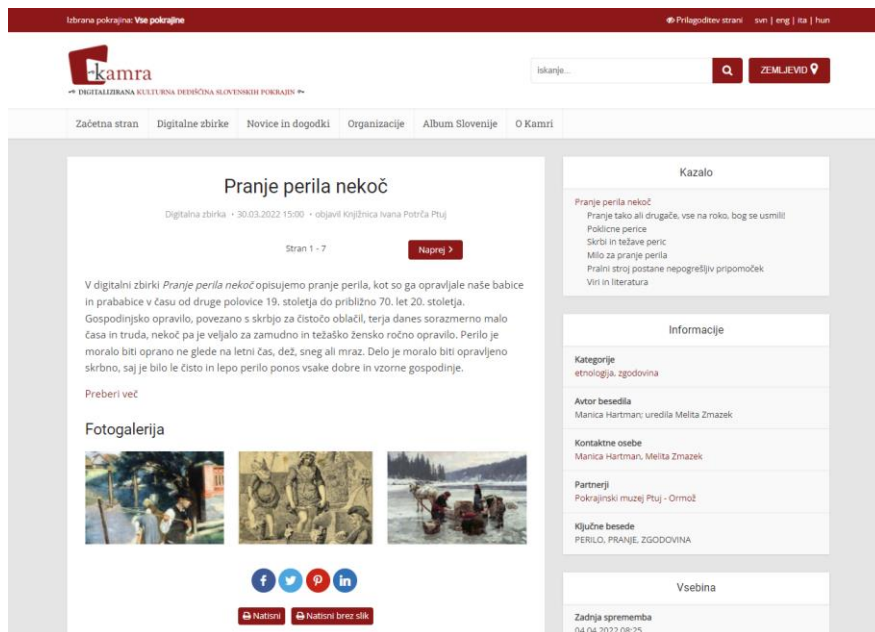 Izbrana pokrajina: Vse pokrajine
Prilagoditev strani svn | eng | ita | hun
kamra
DIGITALIZIRANA KULTURNA DEDIŠČINA SLOVENSKIH POKRAJIN
iskanje...
ZEMLJEVID
Začetna stran Digitalne zbirke Novice in dogodki Organizacije Album Slovenije O Kamri
Pranje perila nekoč
Digitalna zbirka • 30.03.2022 15:00 • objavil Knjižnica Ivana Potrča Ptuj
Stran 1 - 7
Naprej
V digitalni zbirki Pranje perila nekoč opisujemo pranje perila, kot so ga opravljale naše babice
in prababice v času od druge polovice 19. stoletja do približno 70. let 20. stoletja.
Gospodinjsko opravilo, povezano s skrbjo za čistočo oblačil, terja danes sorazmerno malo
časa in truda, nekoč pa je veljalo za zamudno in težaško žensko ročno opravilo. Perilo je
moralo biti oprano ne glede na letni čas, dež, sneg ali mraz. Delo je moralo biti opravljeno
skrbno, saj je bilo le čisto in lepo perilo ponos vsake dobre in vzorne gospodinje.
Preberi več
Fotogalerija
Natisni
Natisni brez slik
Kazalo
Pranje perila nekoč
Pranje tako ali drugače, vse na roko, bog se usmili!
Poklicne perice
Skrbi in težave peric
Milo za pranje perila
Pralni stroj postane nepogrešljiv pripomoček
Viri in literatura
Informacije
Kategorije
etnologija, zgodovina
Avtor besedila
Manica Hartman; uredila Melita Zmazek
Kontaktne osebe
Manica Hartman, Melita Zmazek
Partnerji
Pokrajinski muzej Ptuj - Ormož
Ključne besede
PERILO, PRANJE, ZGODOVINA
Vsebina
Zadnja sprememba
04.04.2022 08:25